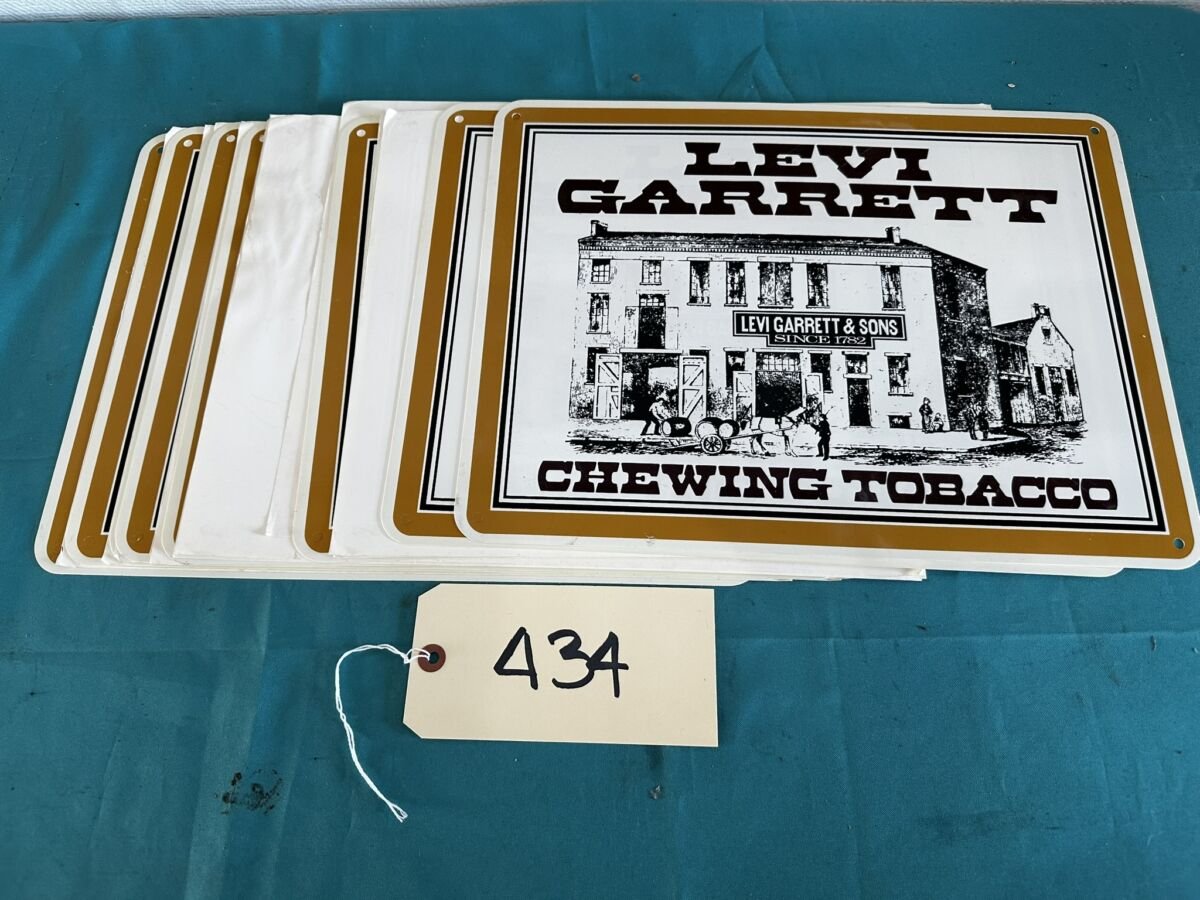 LEVI
GARRETT
LEVI GARRETT & SONS
SINCE 1782
CHEWING TOBACCO
434